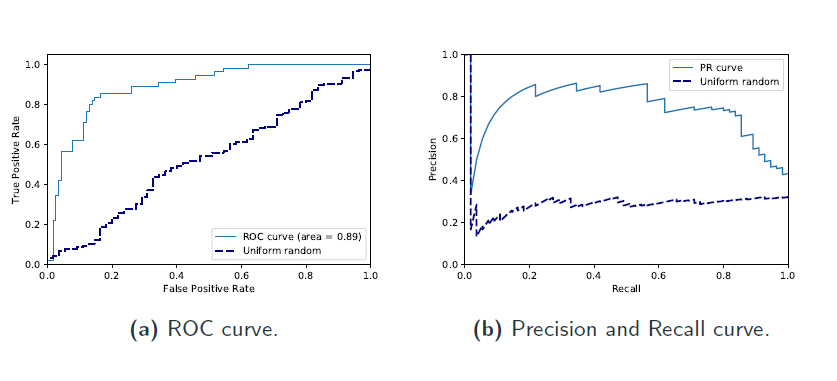 1.0
0.8
0.6
0.4
0.2
0.0
True Positive Rate
ROC curve (area = 0.89)
Uniform random
0.0 0.2 0.4 0.6 0.8 1.0
False Positive Rate
(a) ROC curve.
1.0
0.8
0.6
0.4
0.2
0.0
Precision
PR curve
Uniform random
0.0 0.2 0.4 0.6 0.8 1.0
Recall
(b) Precision and Recall curve.